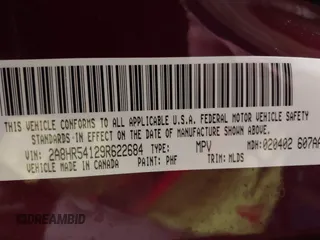 THIS VEHICLE CONFORMS TO ALL APPLICABLE U.S.A. FEDERAL MOTOR VEHICLE SAFETY
STANDARDS IN EFFECT ON THE DATE OF MANUFACTURE SHOWN ABOVE.
VIN: 2A8HR54129R622684 TYPE: MPV MDH: 020402 607AA
VEHICLE MADE IN CANADA PAINT: PHF TRIM: MLDS
DREAMBID